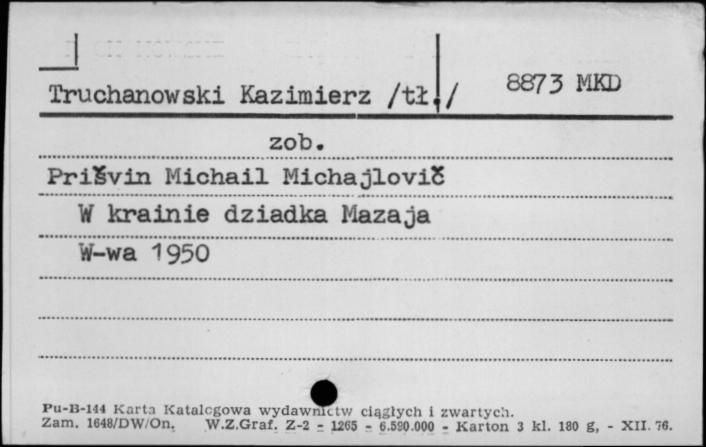 Truchanowski Kazimierz /tł./ 8873 MKD
zob.
Prišvin Michail Michajlovič
W krainie dziadka Mazaja
W-wa 1950
Pu-B-144 Karta Katalogowa wydawnictw ciągłych i zwartych.
Zam. 1648/DW/On. W.Z.Graf. Z-2 - 1265 - 6.590.000 - Karton 3 kl. 180 g, - XII. 76.